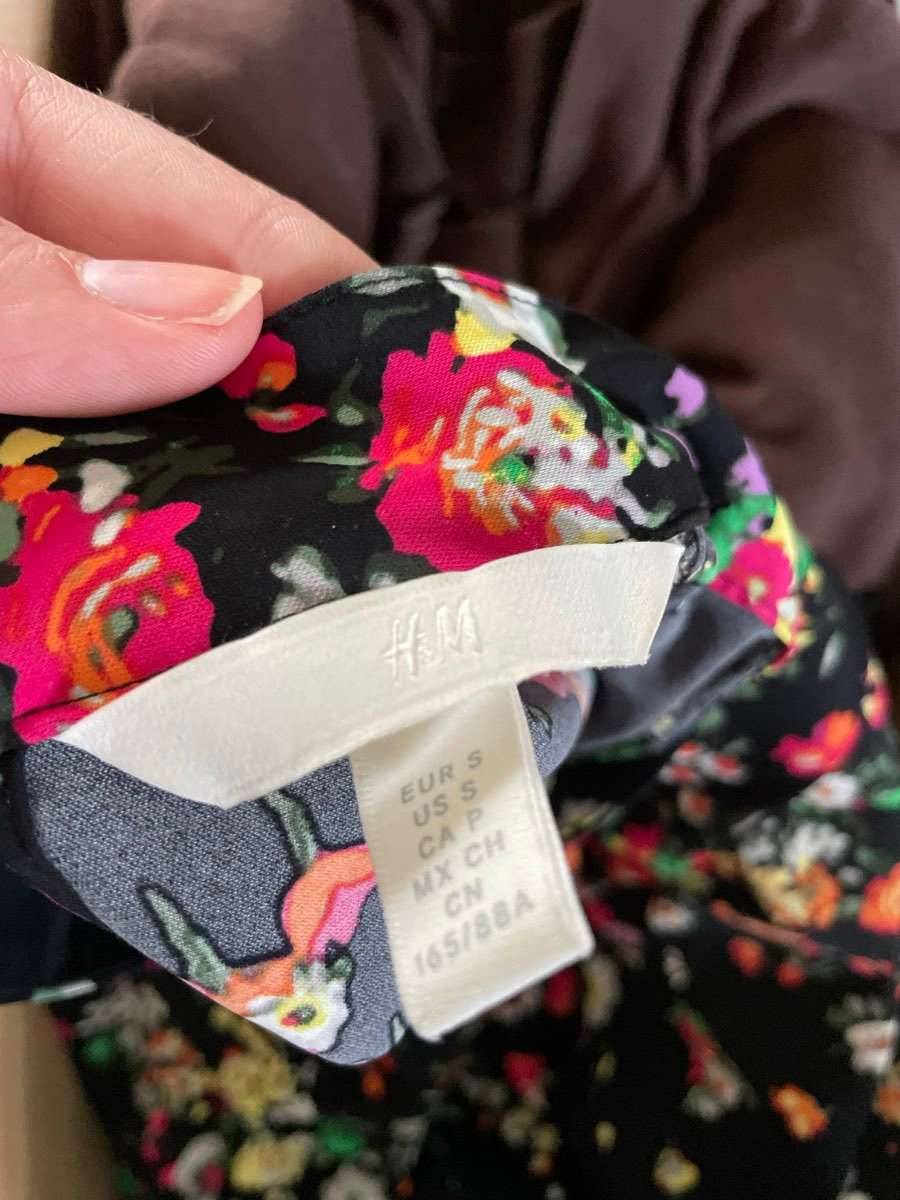 H&M
EUR S
US S
CA P
MX CH
CN
165/88A